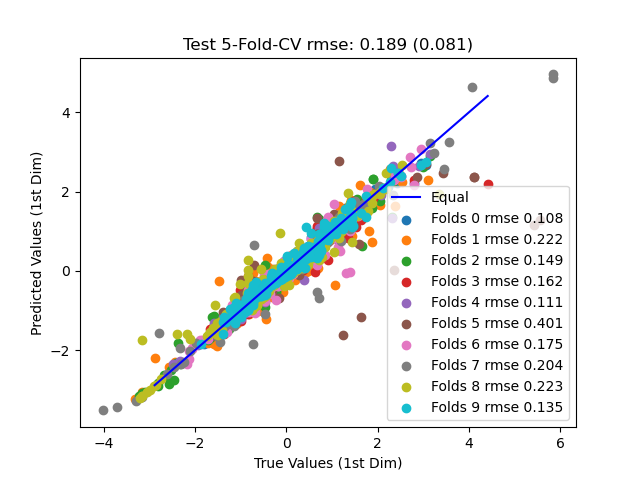 Test 5-Fold-CV rmse: 0.189 (0.081)
Predicted Values (1st Dim)
4
2
0
−2
−4 −2 0 2 4 6
True Values (1st Dim)
Equal
Folds 0 rmse 0.108
Folds 1 rmse 0.222
Folds 2 rmse 0.149
Folds 3 rmse 0.162
Folds 4 rmse 0.111
Folds 5 rmse 0.401
Folds 6 rmse 0.175
Folds 7 rmse 0.204
Folds 8 rmse 0.223
Folds 9 rmse 0.135